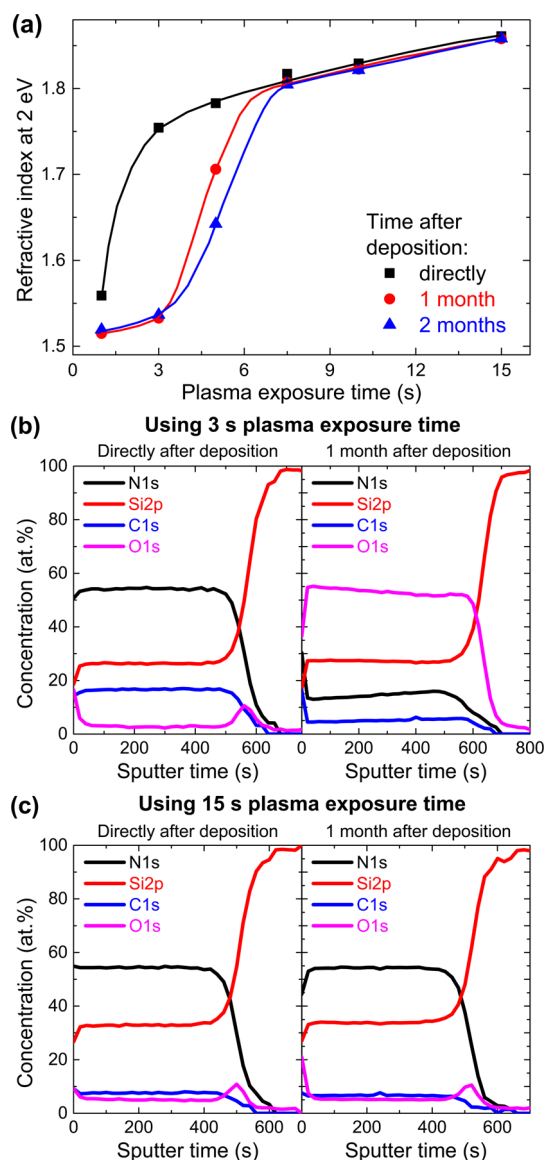 (a)
Refractive index at 2 eV
1.8
1.7
1.6
1.5
0 3 6 9 12 15
Plasma exposure time (s)
Time after
deposition:
directly
1 month
2 months
(b) Using 3 s plasma exposure time
Directly after deposition 1 month after deposition
Concentration (at.%)
100
80
60
40
20
0
N1s
Si2p
C1s
O1s
N1s
Si2p
C1s
O1s
0 200 400 600 0 200 400 600 800
Sputter time (s) Sputter time (s)
(c) Using 15 s plasma exposure time
Directly after deposition 1 month after deposition
Concentration (at.%)
100
80
60
40
20
0
N1s
Si2p
C1s
O1s
N1s
Si2p
C1s
O1s
0 200 400 600 0 200 400 600
Sputter time (s) Sputter time (s)